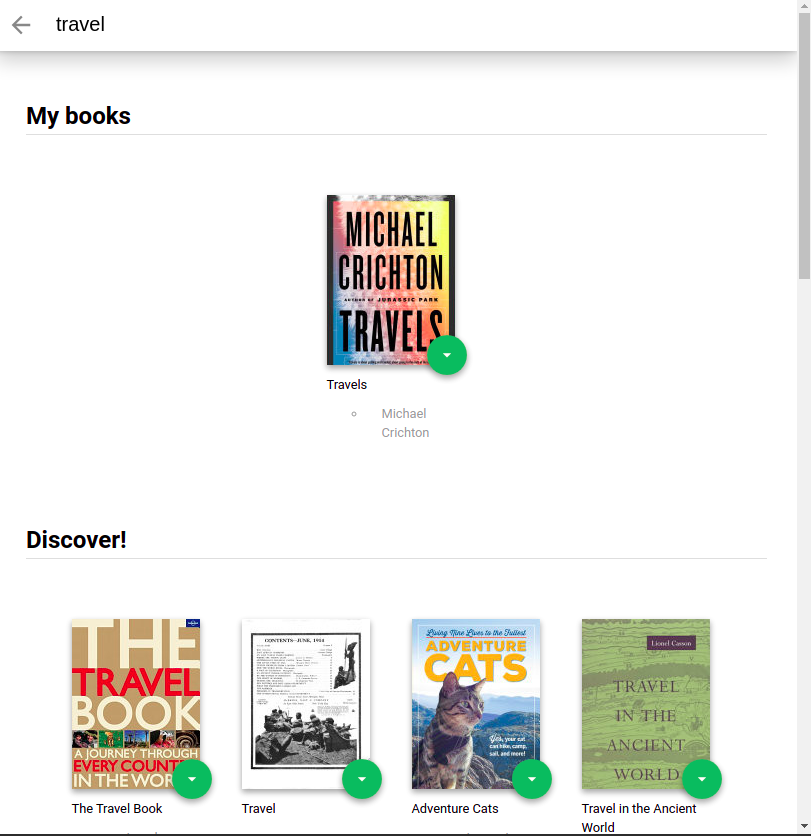 travel
My books
MICHAEL
CRICHTON
AUTHOR OF JURASSIC PARK
TRAVELS
Travels
Michael
Crichton
Discover!
THE
TRAVEL
BOOK
A JOURNEY THROUGH
EVERY COUNT
IN THE WOR
The Travel Book
CONTENTS—JUNE, 1918
Travel
Living Nine Lives to the Fullest
ADVENTURE
CATS
Yes, your cat
can hike, camp,
sail, and more!
Adventure Cats
Lionel Casson
TRAVEL
IN THE
ANCIENT
WORLD
Travel in the Ancient
World